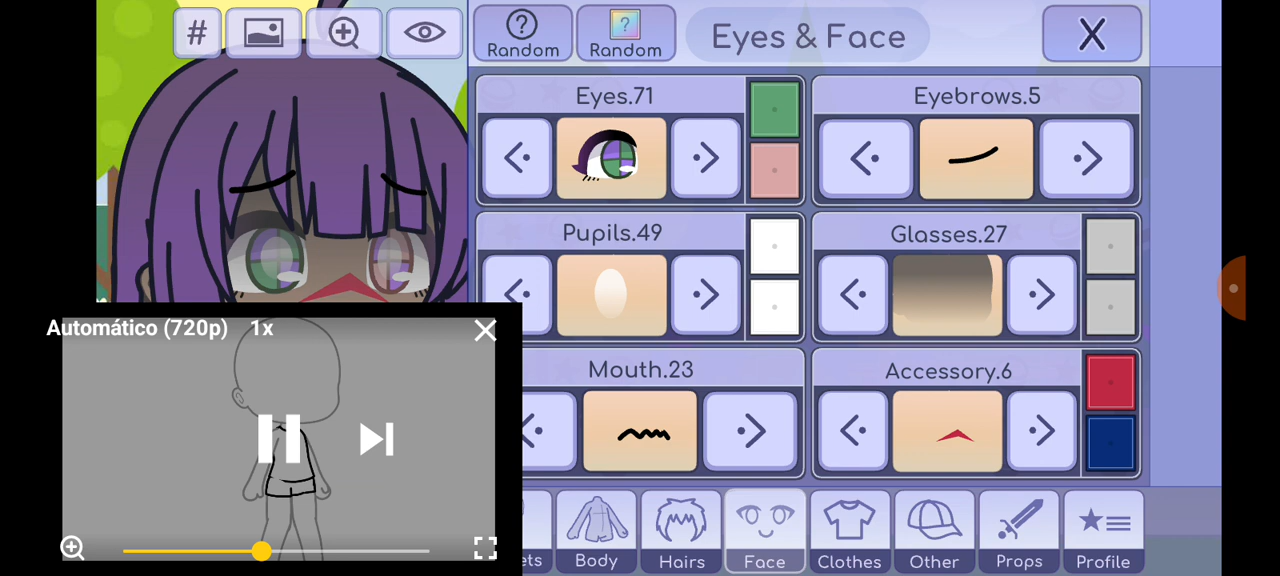 #
? Random
? Random
Eyes & Face
X
Eyes.71
Eyebrows.5
Pupils.49
Glasses.27
Automático (720p) 1x
Mouth.23
Accessory.6
ets
Body
Hairs
Face
Clothes
Other
Props
Profile